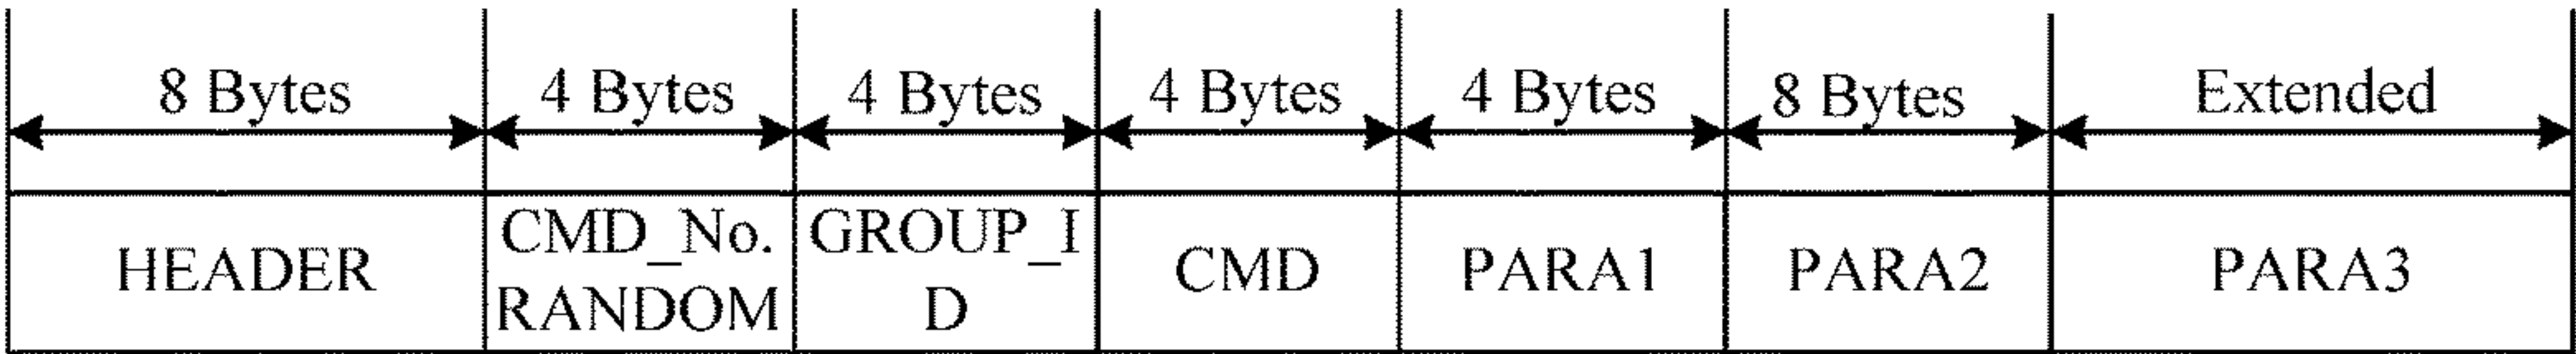 8 Bytes 4 Bytes 4 Bytes 4 Bytes 4 Bytes 8 Bytes Extended
HEADER
CMD_No.
RANDOM
GROUP_I
D
CMD
PARA1
PARA2
PARA3